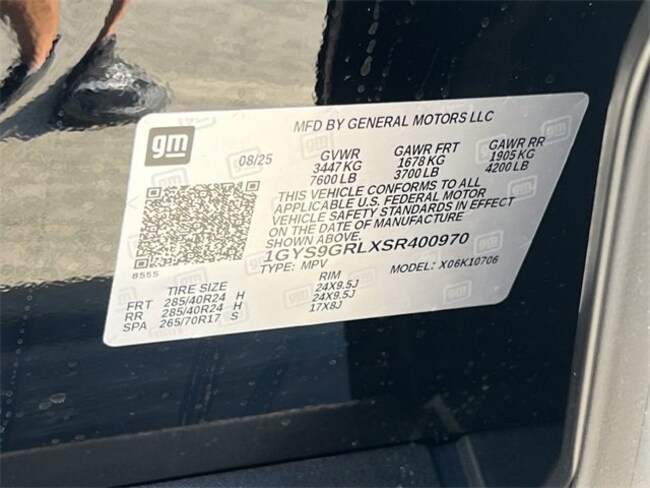 gm
MFD BY GENERAL MOTORS LLC
08/25
GVWR
3447 KG
7600 LB
GAWR FRT
1678 KG
3700 LB
GAWR RR
1905 KG
4200 LB
THIS VEHICLE CONFORMS TO ALL
APPLICABLE U.S. FEDERAL MOTOR
VEHICLE SAFETY STANDARDS IN EFFECT
ON THE DATE OF MANUFACTURE
SHOWN ABOVE.
1GYS9GRLXSR400970
TYPE: MPV MODEL: X06K10706
8555
TIRE SIZE RIM
FRT 285/40R24 H 24X9.5J
RR 285/40R24 H 24X9.5J
SPA 265/70R17 S 17X8J